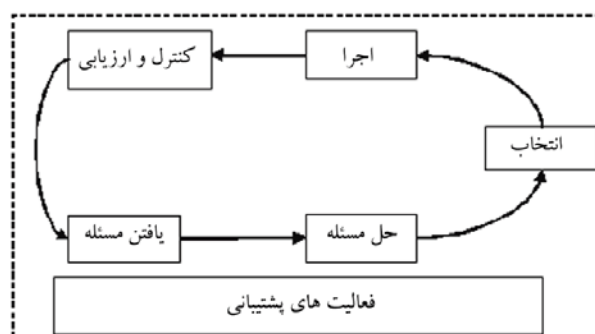 اجرا
کنترل و ارزیابی
انتخاب
حل مسئله
یافتن مسئله
فعالیت های پشتیبانی